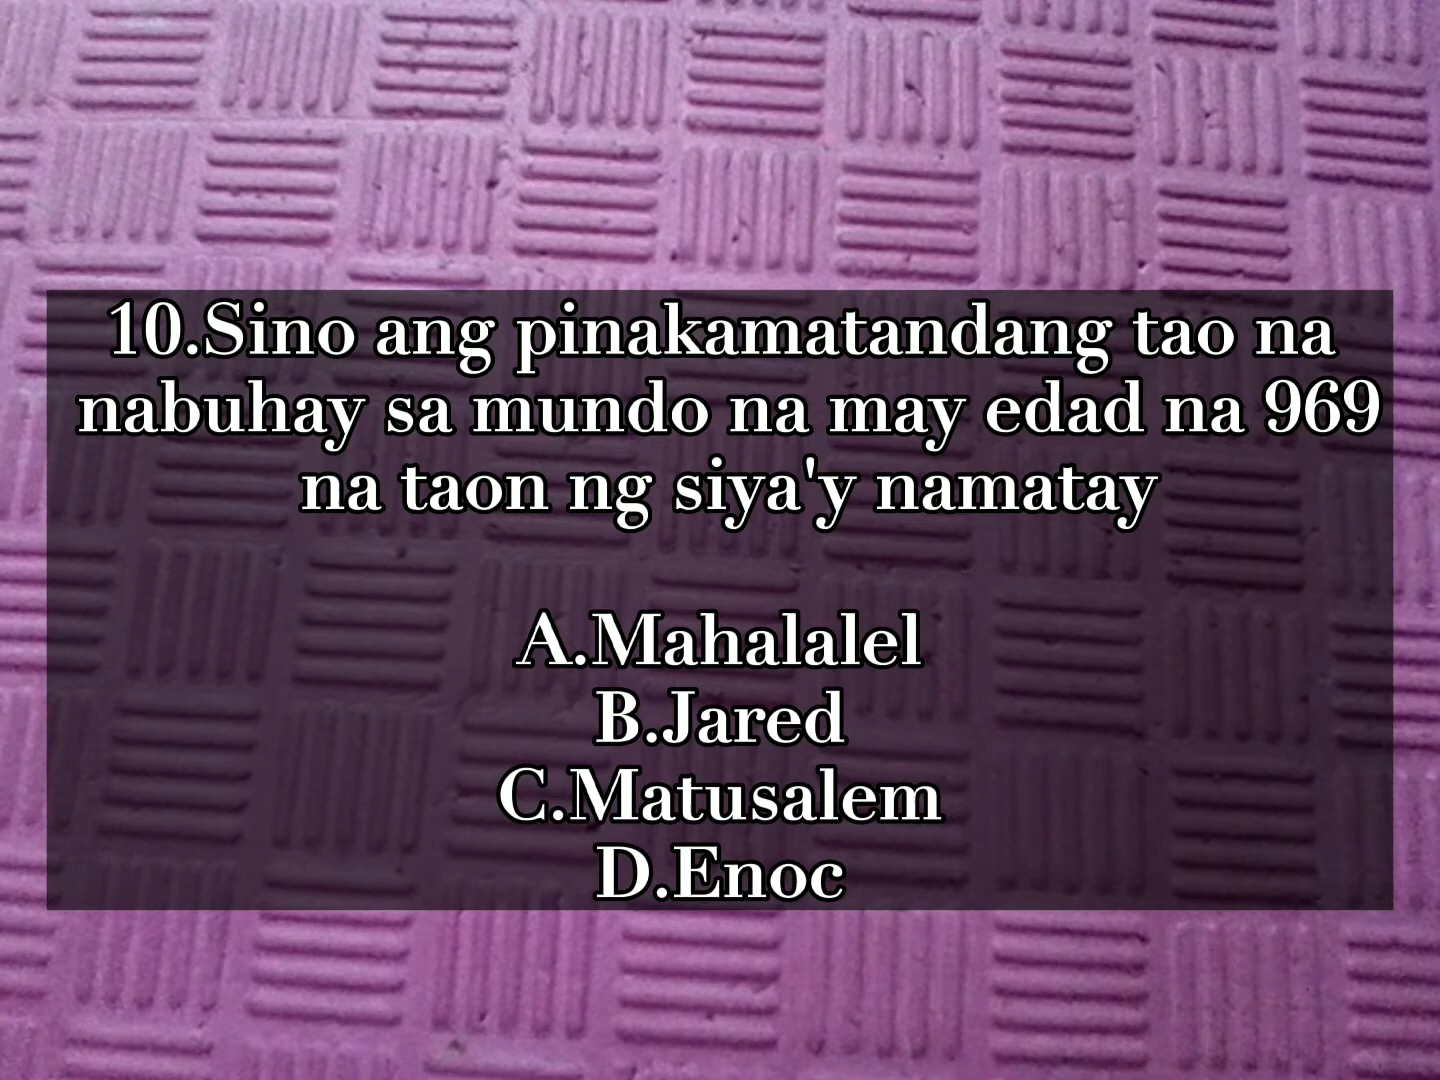 10.Sino ang pinakamatandang tao na
nabuhay sa mundo na may edad na 969
na taon ng siya'y namatay
A.Mahalalel
B.Jared
C.Matusalem
D.Enoc